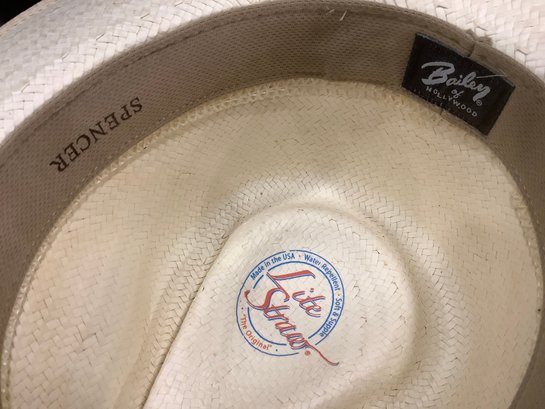 SPENCER
Bailey®
of
HOLLYWOOD
Made in the USA • Water Repellent • Soft & Supple
Lite
Straw®
"The Original"